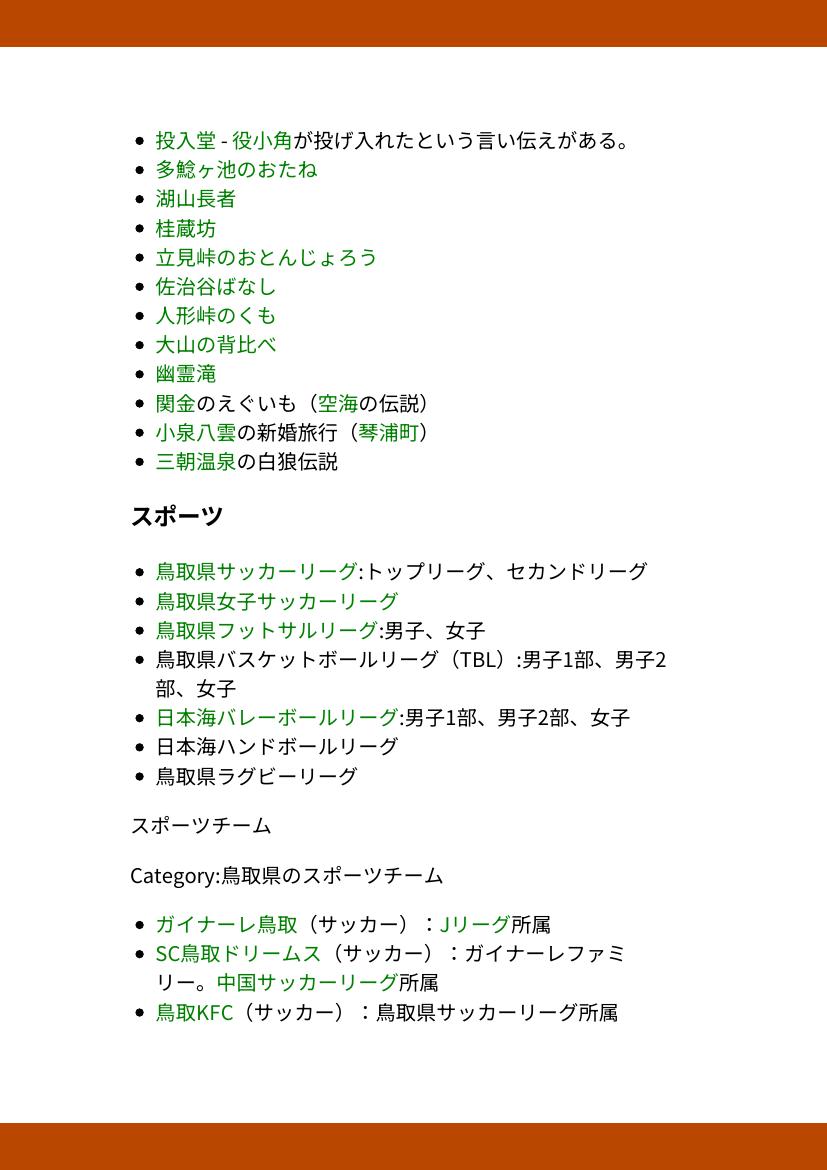 投入堂 - 役小角が投げ入れたという言い伝えがある。
多鯰ヶ池のおたね
湖山長者
桂蔵坊
立見峠のおとんじょろう
佐治谷ばなし
人形峠のくも
大山の背比べ
幽霊滝
関金のえぐいも（空海の伝説）
小泉八雲の新婚旅行（琴浦町）
三朝温泉の白狼伝説
スポーツ
鳥取県サッカーリーグ:トップリーグ、セカンドリーグ
鳥取県女子サッカーリーグ
鳥取県フットサルリーグ:男子、女子
鳥取県バスケットボールリーグ（TBL）:男子1部、男子2
部、女子
日本海バレーボールリーグ:男子1部、男子2部、女子
日本海ハンドボールリーグ
鳥取県ラグビーリーグ
スポーツチーム
Category:鳥取県のスポーツチーム
ガイナーレ鳥取（サッカー）：Jリーグ所属
SC鳥取ドリームス（サッカー）：ガイナーレファミ
リー。中国サッカーリーグ所属
鳥取KFC（サッカー）：鳥取県サッカーリーグ所属